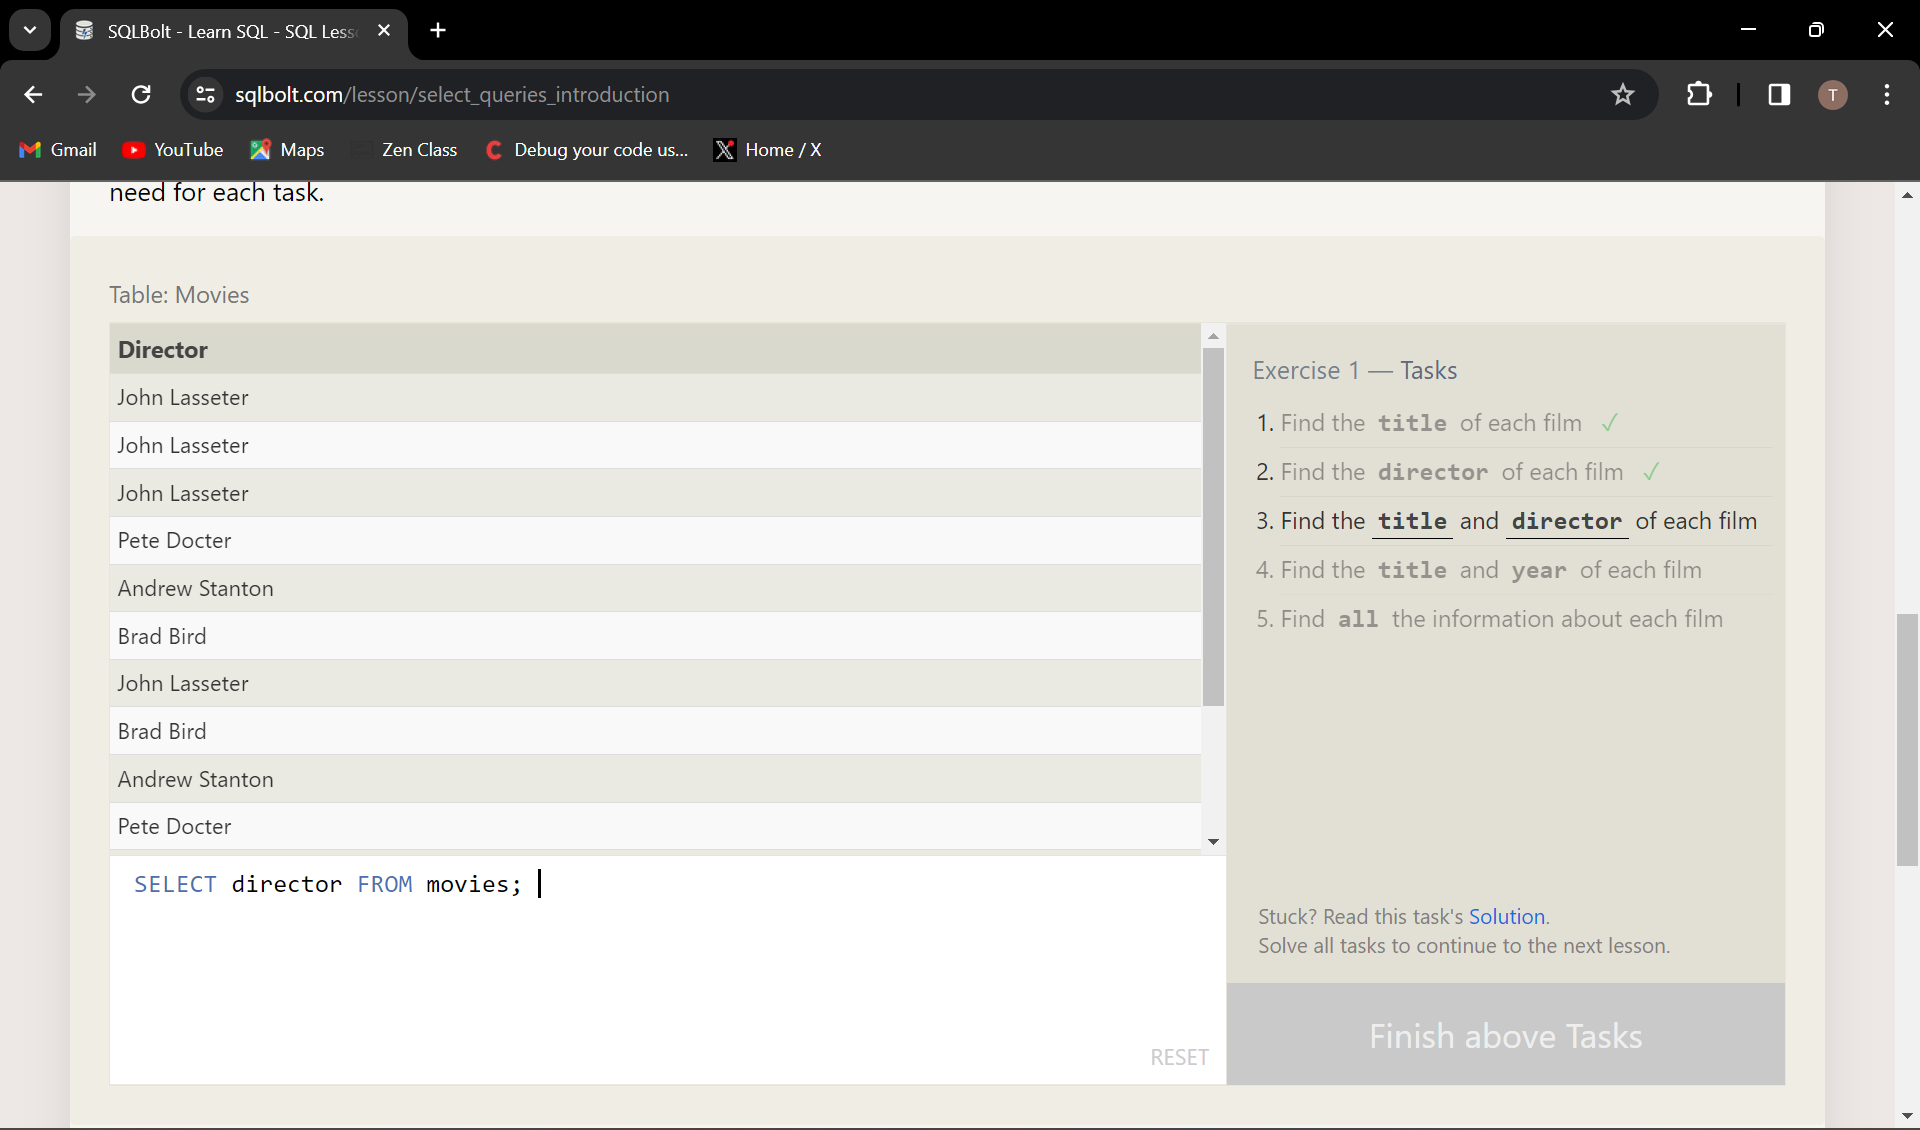 SQLBolt - Learn SQL - SQL Less
sqlbolt.com/lesson/select_queries_introduction
T
Gmail
YouTube
Maps
Zen Class
Debug your code us...
Home / X
need for each task.
Table: Movies
Director
John Lasseter
John Lasseter
John Lasseter
Pete Docter
Andrew Stanton
Brad Bird
John Lasseter
Brad Bird
Andrew Stanton
Pete Docter
SELECT director FROM movies;
RESET
Exercise 1 — Tasks
1. Find the title of each film ✓
2. Find the director of each film ✓
3. Find the title and director of each film
4. Find the title and year of each film
5. Find all the information about each film
Stuck? Read this task's Solution.
Solve all tasks to continue to the next lesson.
Finish above Tasks